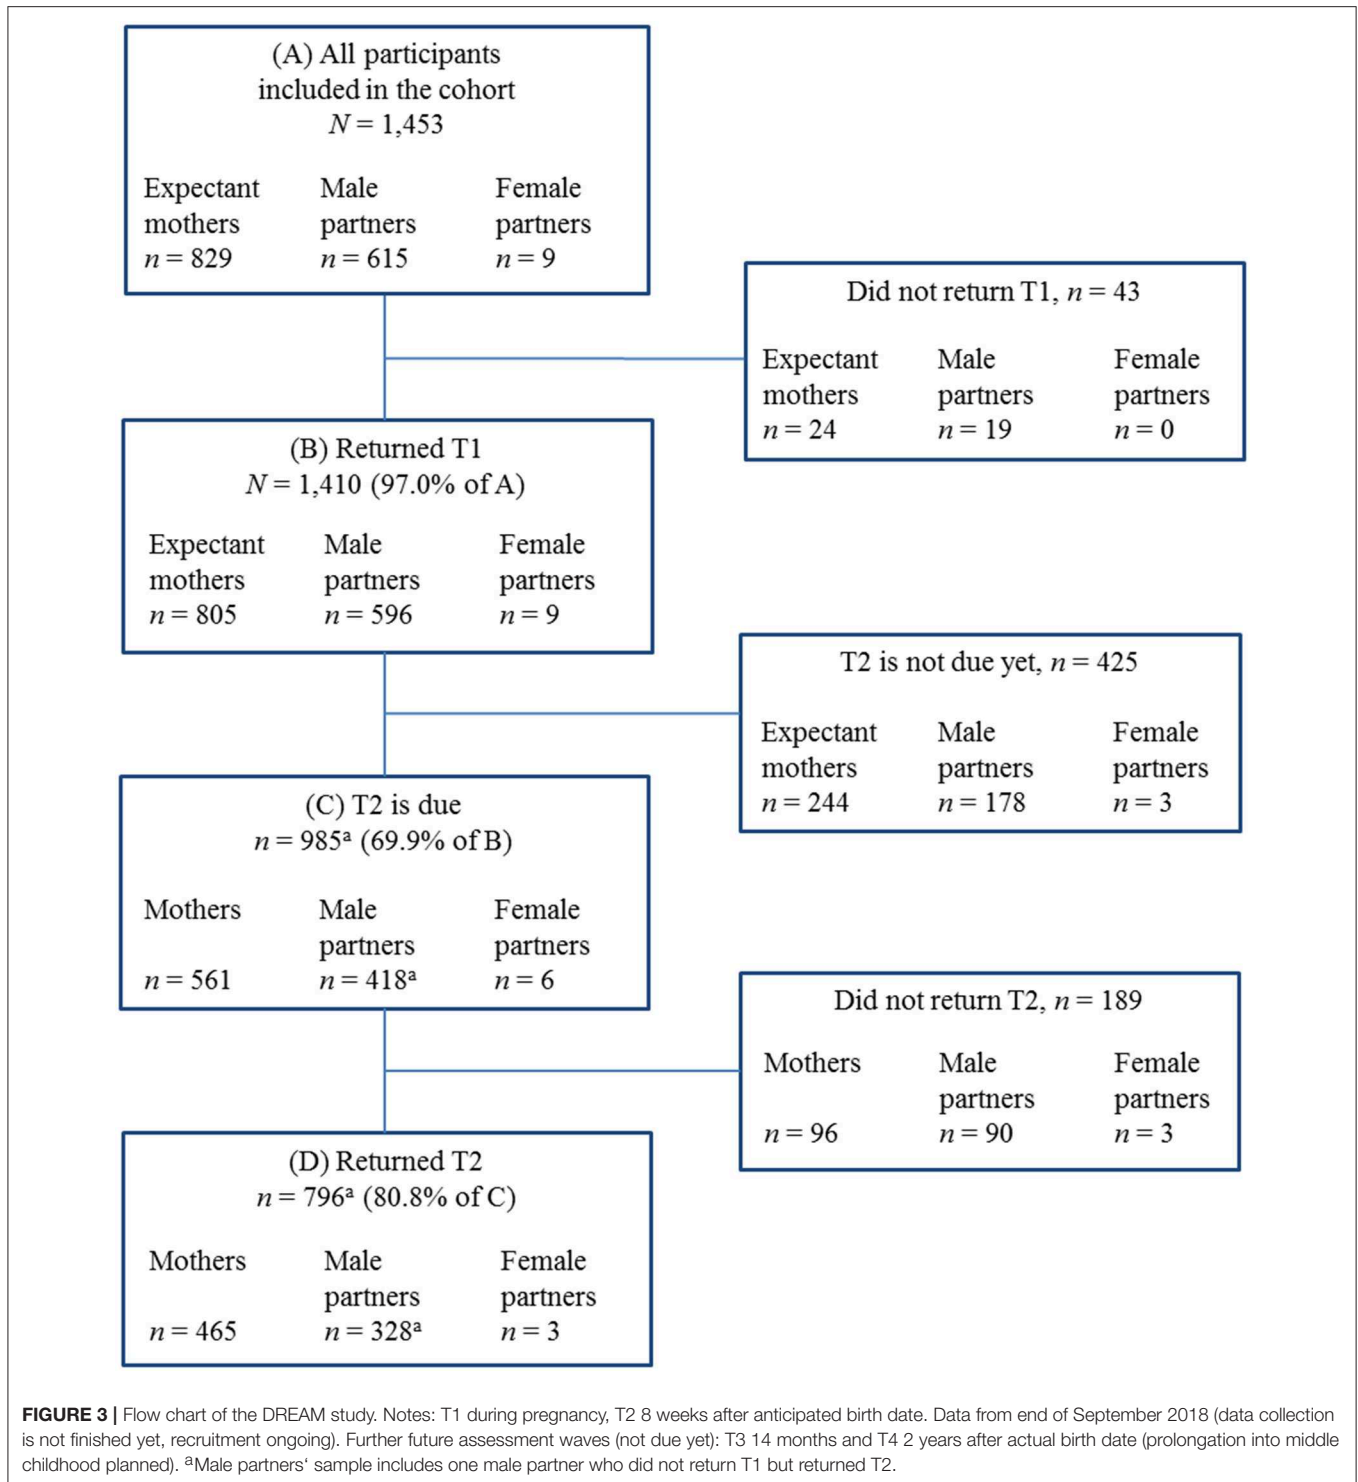 (A) All participants
included in the cohort
N = 1,453
Expectant Male Female
mothers partners partners
n = 829 n = 615 n = 9
Did not return T1, n = 43
Expectant Male Female
mothers partners partners
n = 24 n = 19 n = 0
(B) Returned T1
N = 1,410 (97.0% of A)
Expectant Male Female
mothers partners partners
n = 805 n = 596 n = 9
T2 is not due yet, n = 425
Expectant Male Female
mothers partners partners
n = 244 n = 178 n = 3
(C) T2 is due
n = 985ª (69.9% of B)
Mothers Male Female
partners partners
n = 561 n = 418ª n = 6
Did not return T2, n = 189
Mothers Male Female
partners partners
n = 96 n = 90 n = 3
(D) Returned T2
n = 796ª (80.8% of C)
Mothers Male Female
partners partners
n = 465 n = 328ª n = 3
FIGURE 3 | Flow chart of the DREAM study. Notes: T1 during pregnancy, T2 8 weeks after anticipated birth date. Data from end of September 2018 (data collection
is not finished yet, recruitment ongoing). Further future assessment waves (not due yet): T3 14 months and T4 2 years after actual birth date (prolongation into middle
childhood planned). ªMale partners‘ sample includes one male partner who did not return T1 but returned T2.